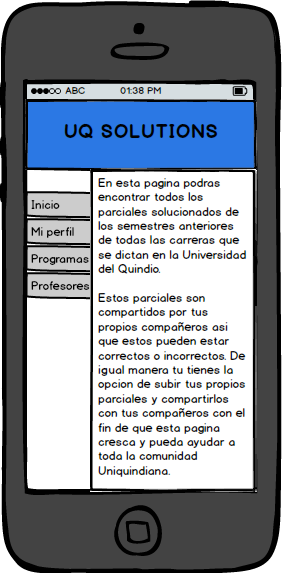 ABC 01:38 PM
UQ SOLUTIONS
Inicio
Mi perfil
Programas
Profesores
En esta pagina podras
encontrar todos los
parciales solucionados de
los semestres anteriores
de todas las carreras que
se dictan en la Universidad
del Quindio.
Estos parciales son
compartidos por tus
propios compañeros asi
que estos pueden estar
correctos o incorrectos. De
igual manera tu tienes la
opcion de subir tus propios
parciales y compartirlos
con tus compañeros con el
fin de que esta pagina
cresca y pueda ayudar a
toda la comunidad
Uniquindiana.